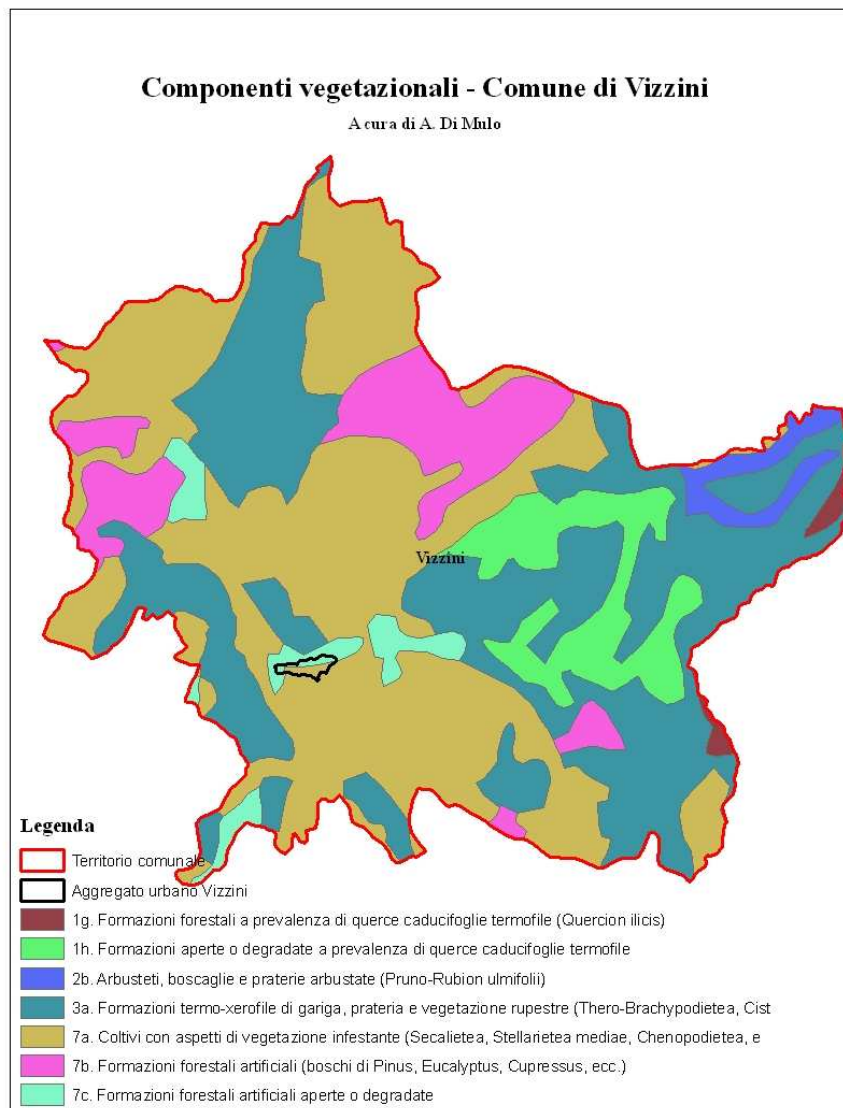 Componenti vegetazionali - Comune di Vizzini
A cura di A. Di Mulo
Vizzini
Legenda
Territorio comunale
Aggregato urbano Vizzini
1g. Formazioni forestali a prevalenza di querce caducifoglie termofile (Quercion ilicis)
1h. Formazioni aperte o degradate a prevalenza di querce caducifoglie termofile
2b. Arbusteti, boscaglie e praterie arbustate (Pruno-Rubion ulmifolii)
3a. Formazioni termo-xerofile di gariga, prateria e vegetazione rupestre (Thero-Brachypodietea, Cist
7a. Coltivi con aspetti di vegetazione infestante (Secalietea, Stellarietea mediae, Chenopodietea, e
7b. Formazioni forestali artificiali (boschi di Pinus, Eucalyptus, Cupressus, ecc.)
7c. Formazioni forestali artificiali aperte o degradate